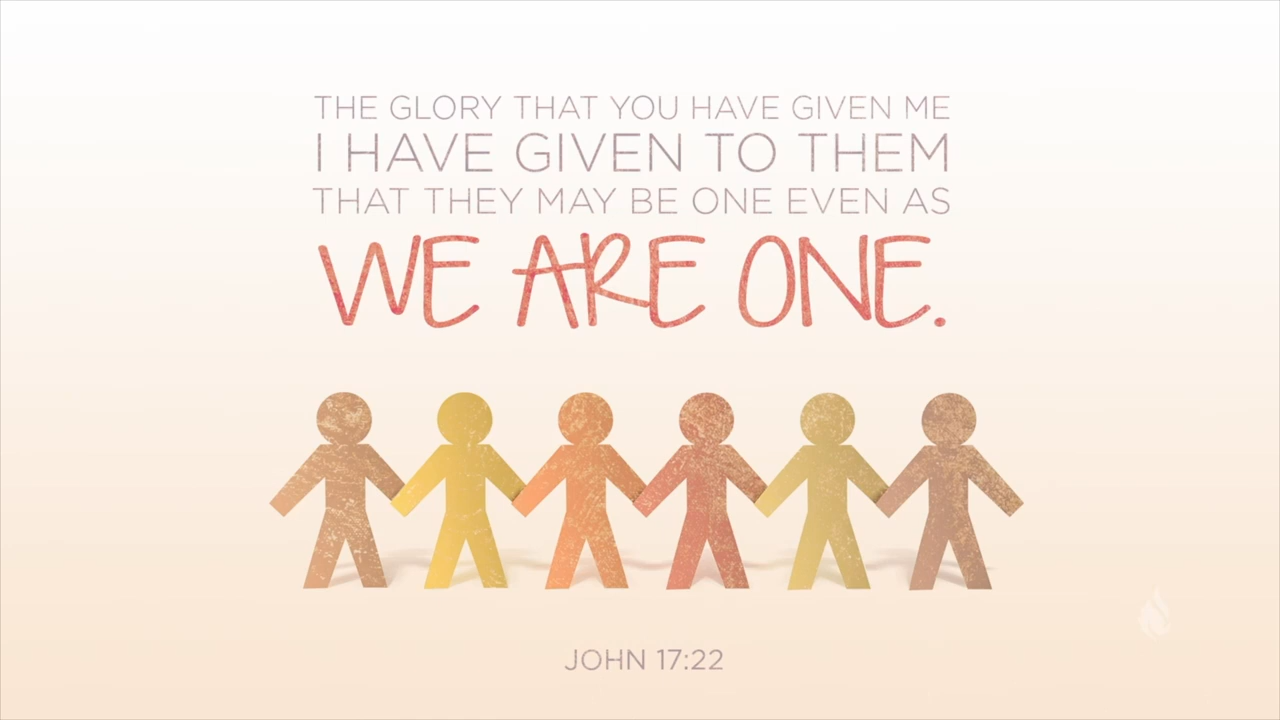 THE GLORY THAT YOU HAVE GIVEN ME
I HAVE GIVEN TO THEM
THAT THEY MAY BE ONE EVEN AS
WE ARE ONE.
JOHN 17:22